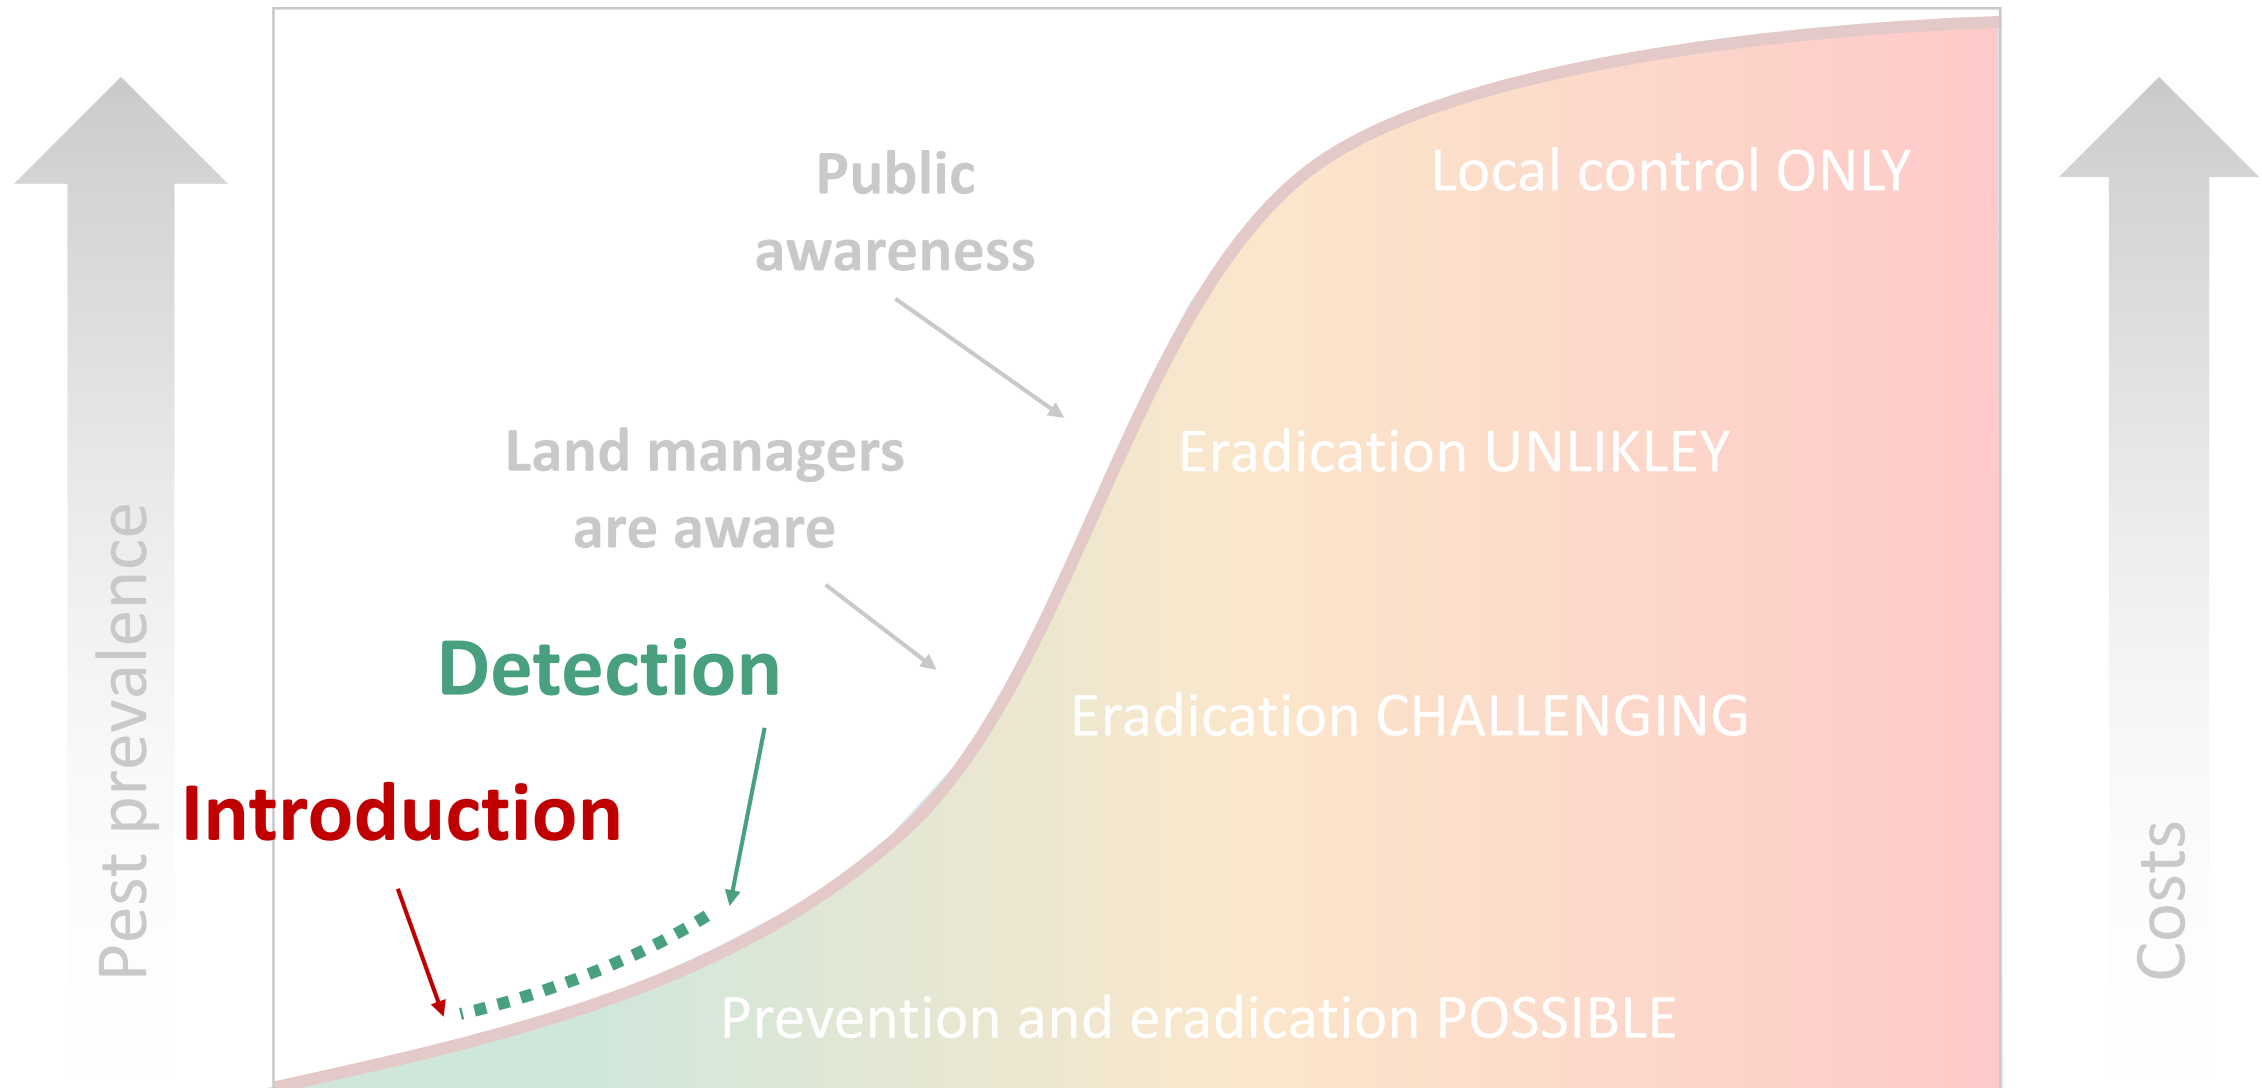 Public
awareness
Local control ONLY
Land managers
are aware
Eradication UNLIKLEY
Detection
Eradication CHALLENGING
Introduction
Pest prevalence
Costs
Prevention and eradication POSSIBLE